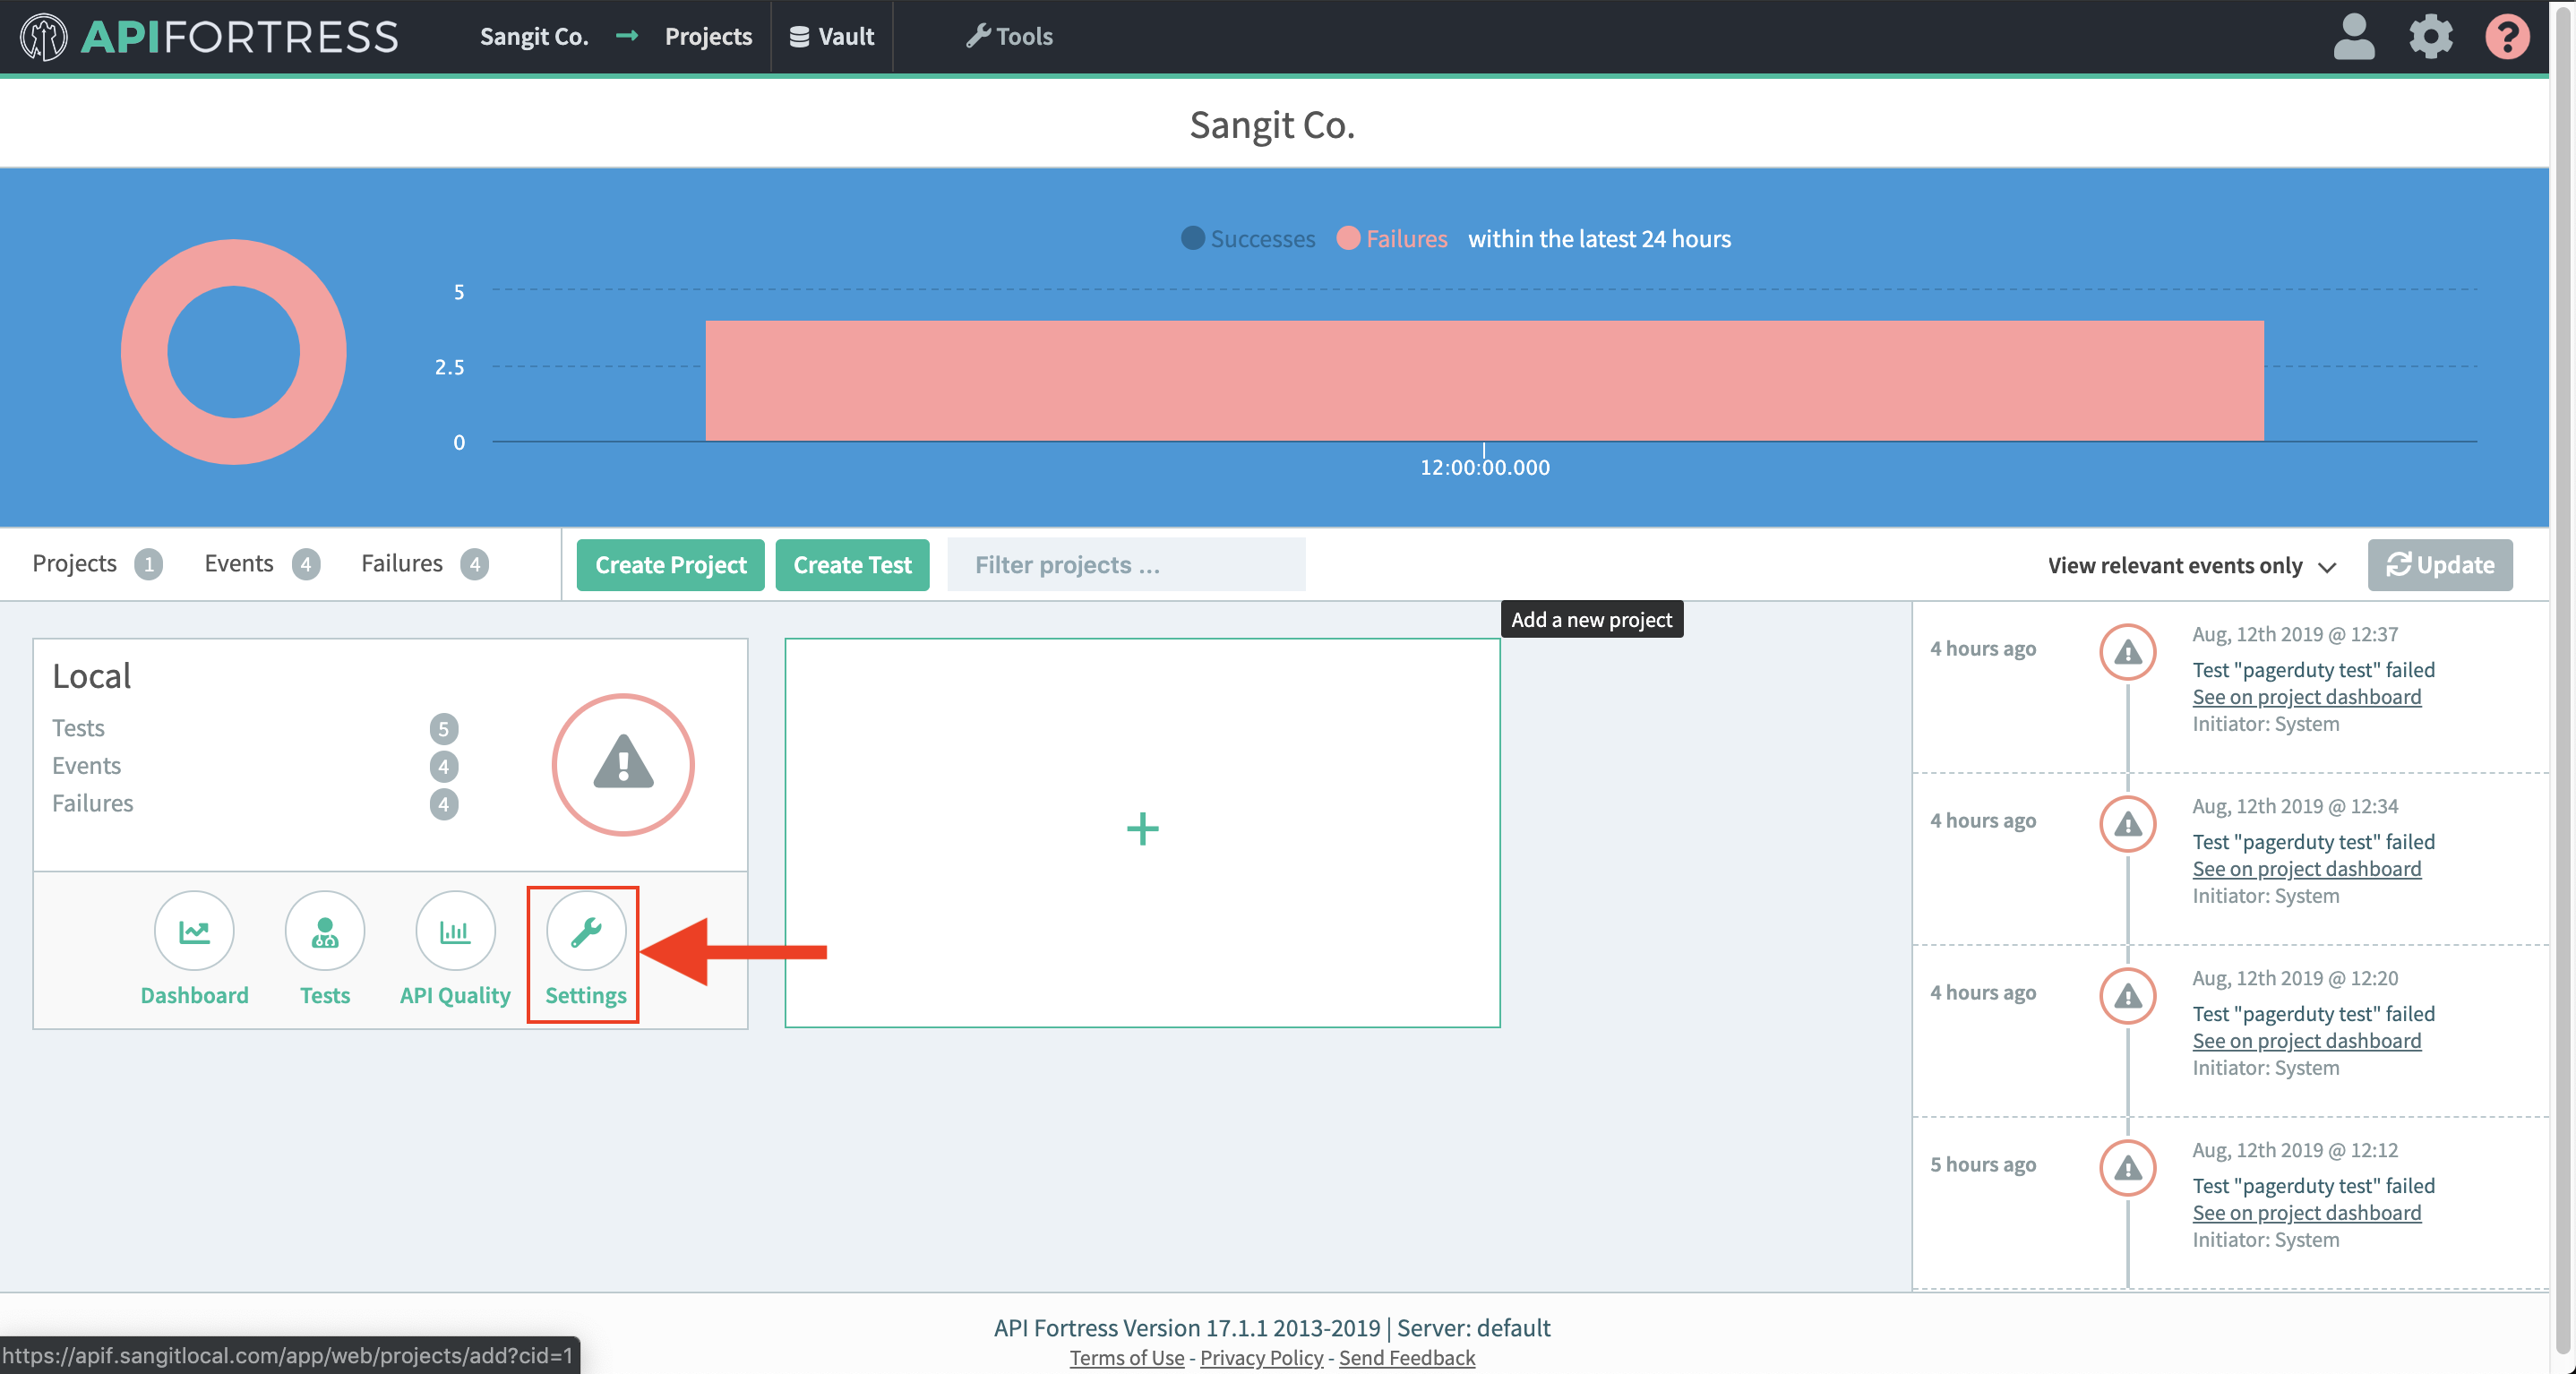 APIFORTRESS
Sangit Co. → Projects
Vault
Tools
?
Sangit Co.
Successes Failures within the latest 24 hours
5
2.5
0
12:00:00.000
Projects 1 Events 4 Failures 4
Create Project
Create Test
Filter projects ...
View relevant events only
Update
Add a new project
Local
Tests 5
Events 4
Failures 4
Dashboard
Tests
API Quality
Settings
+
4 hours ago
Aug, 12th 2019 @ 12:37
Test "pagerduty test" failed
See on project dashboard
Initiator: System
4 hours ago
Aug, 12th 2019 @ 12:34
Test "pagerduty test" failed
See on project dashboard
Initiator: System
4 hours ago
Aug, 12th 2019 @ 12:20
Test "pagerduty test" failed
See on project dashboard
Initiator: System
5 hours ago
Aug, 12th 2019 @ 12:12
Test "pagerduty test" failed
See on project dashboard
Initiator: System
API Fortress Version 17.1.1 2013-2019 | Server: default
Terms of Use - Privacy Policy - Send Feedback
https://apif.sangitlocal.com/app/web/projects/add?cid=1